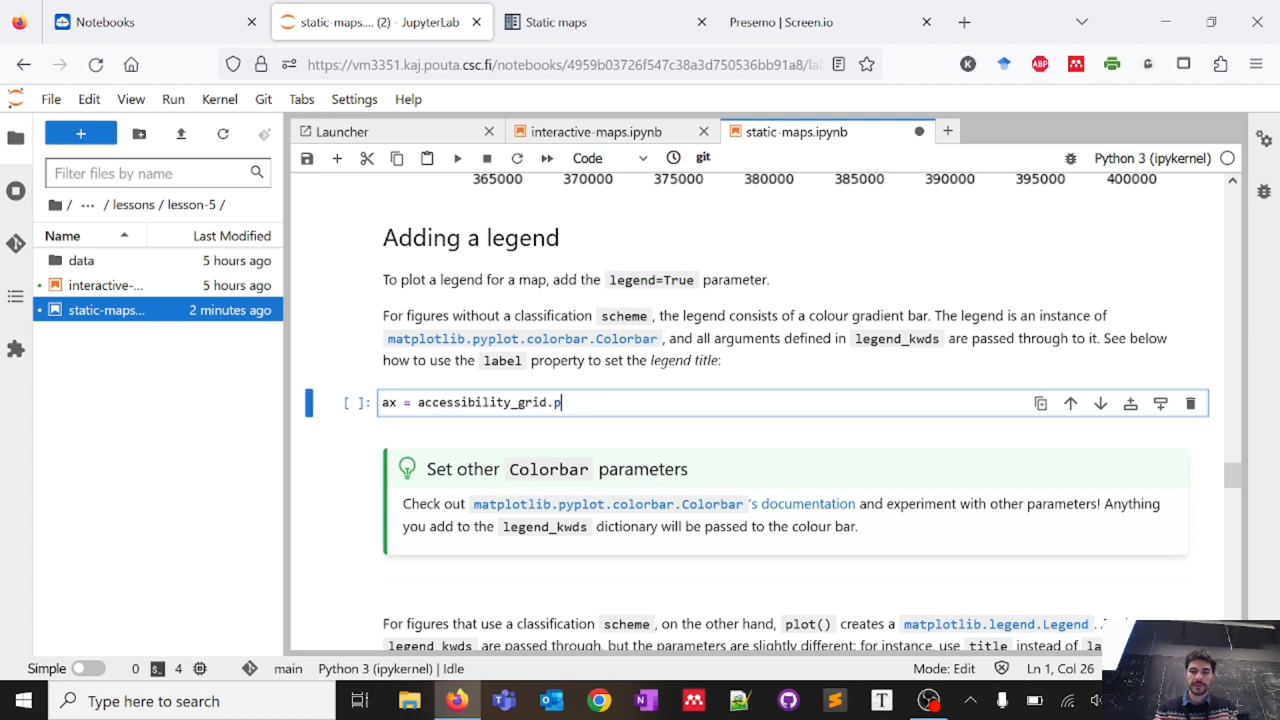 Notebooks
static-maps.... (2) - JupyterLab
Static maps
Presemo | Screen.io
https://vm3351.kaj.pouta.csc.fi/notebooks/4959b03726f547c38a3d750536bb91a8/la
File Edit View Run Kernel Git Tabs Settings Help
Launcher
interactive-maps.ipynb
static-maps.ipynb
Code
git
Python 3 (ipykernel)
Filter files by name
/ ... / lessons / lesson-5 /
Name Last Modified
data 5 hours ago
interactive-... 5 hours ago
static-maps... 2 minutes ago
365000 370000 375000 380000 385000 390000 395000 400000
Adding a legend
To plot a legend for a map, add the legend=True parameter.
For figures without a classification scheme, the legend consists of a colour gradient bar. The legend is an instance of
matplotlib.pyplot.colorbar.Colorbar, and all arguments defined in legend_kwds are passed through to it. See below
how to use the label property to set the legend title:
[ ]: ax = accessibility_grid.p
Set other Colorbar parameters
Check out matplotlib.pyplot.colorbar.Colorbar's documentation and experiment with other parameters! Anything
you add to the legend_kwds dictionary will be passed to the colour bar.
For figures that use a classification scheme, on the other hand, plot() creates a matplotlib.legend.Legend.
legend_kwds are passed through, but the parameters are slightly different: for instance, use title instead of la
Simple 0 4 main Python 3 (ipykernel) | Idle Mode: Edit Ln 1, Col 26
Type here to search